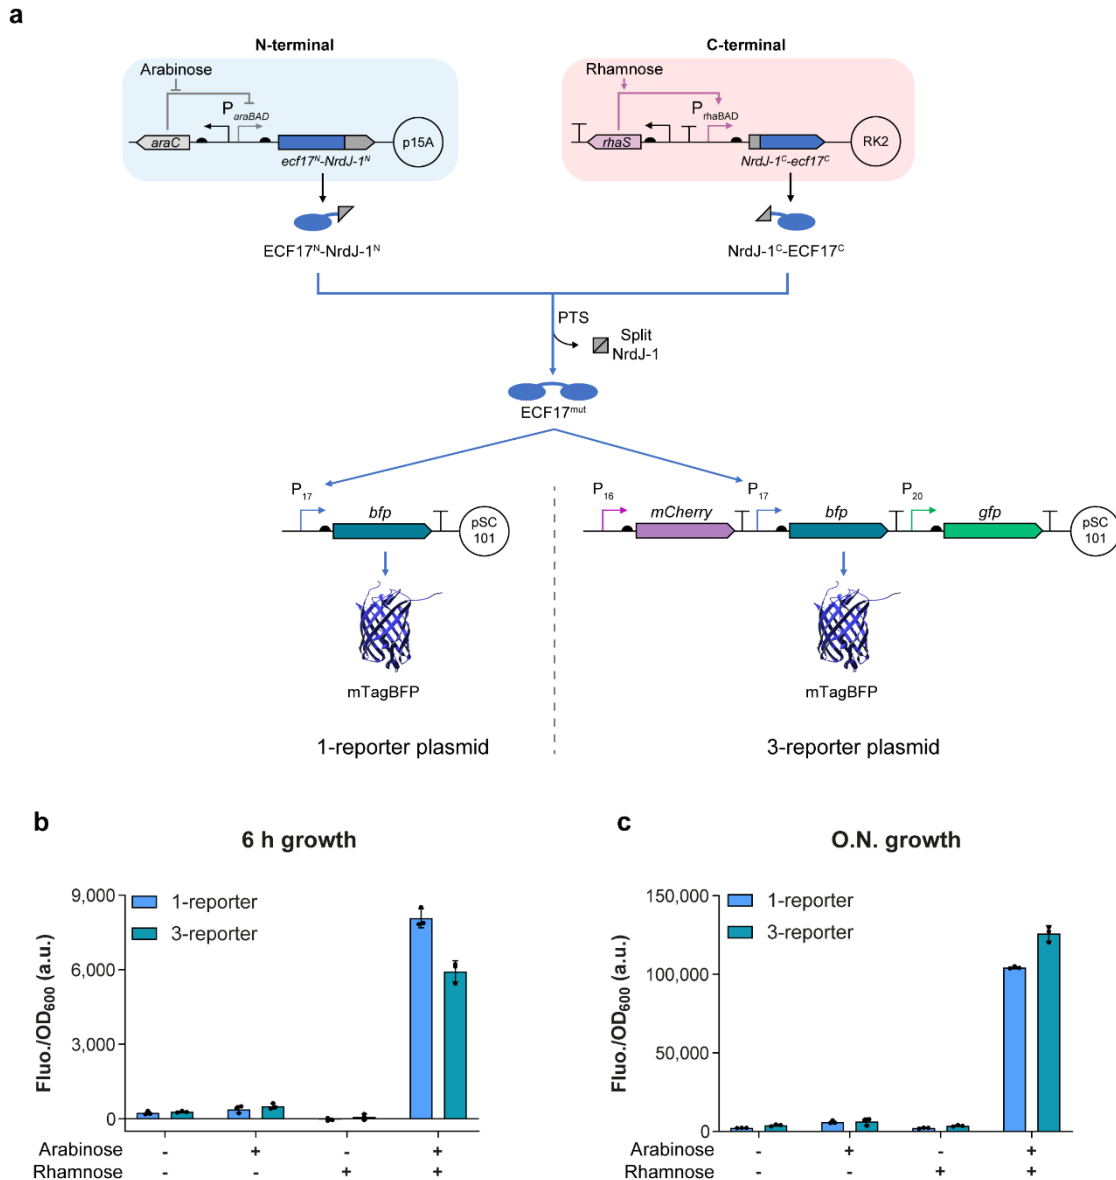 a
N-terminal
C-terminal
Arabinose
Rhamnose
P araBAD
P rhaBAD
araC
ecf17ᴺ-NrdJ-1ᴺ
p15A
rhaS
NrdJ-1ᶜ-ecf17ᶜ
RK2
ECF17ᴺ-NrdJ-1ᴺ
NrdJ-1ᶜ-ECF17ᶜ
PTS
Split
NrdJ-1
ECF17ᵐᵘᵗ
P₁₇
bfp
pSC
101
P₁₆
mCherry
P₁₇
bfp
P₂₀
gfp
pSC
101
mTagBFP
mTagBFP
1-reporter plasmid
3-reporter plasmid
b
6 h growth
Fluo./OD₆₀₀ (a.u.)
9,000
6,000
3,000
0
1-reporter
3-reporter
Arabinose - + - +
Rhamnose - - + +
c
O.N. growth
Fluo./OD₆₀₀ (a.u.)
150,000
100,000
50,000
0
1-reporter
3-reporter
Arabinose - + - +
Rhamnose - - + +